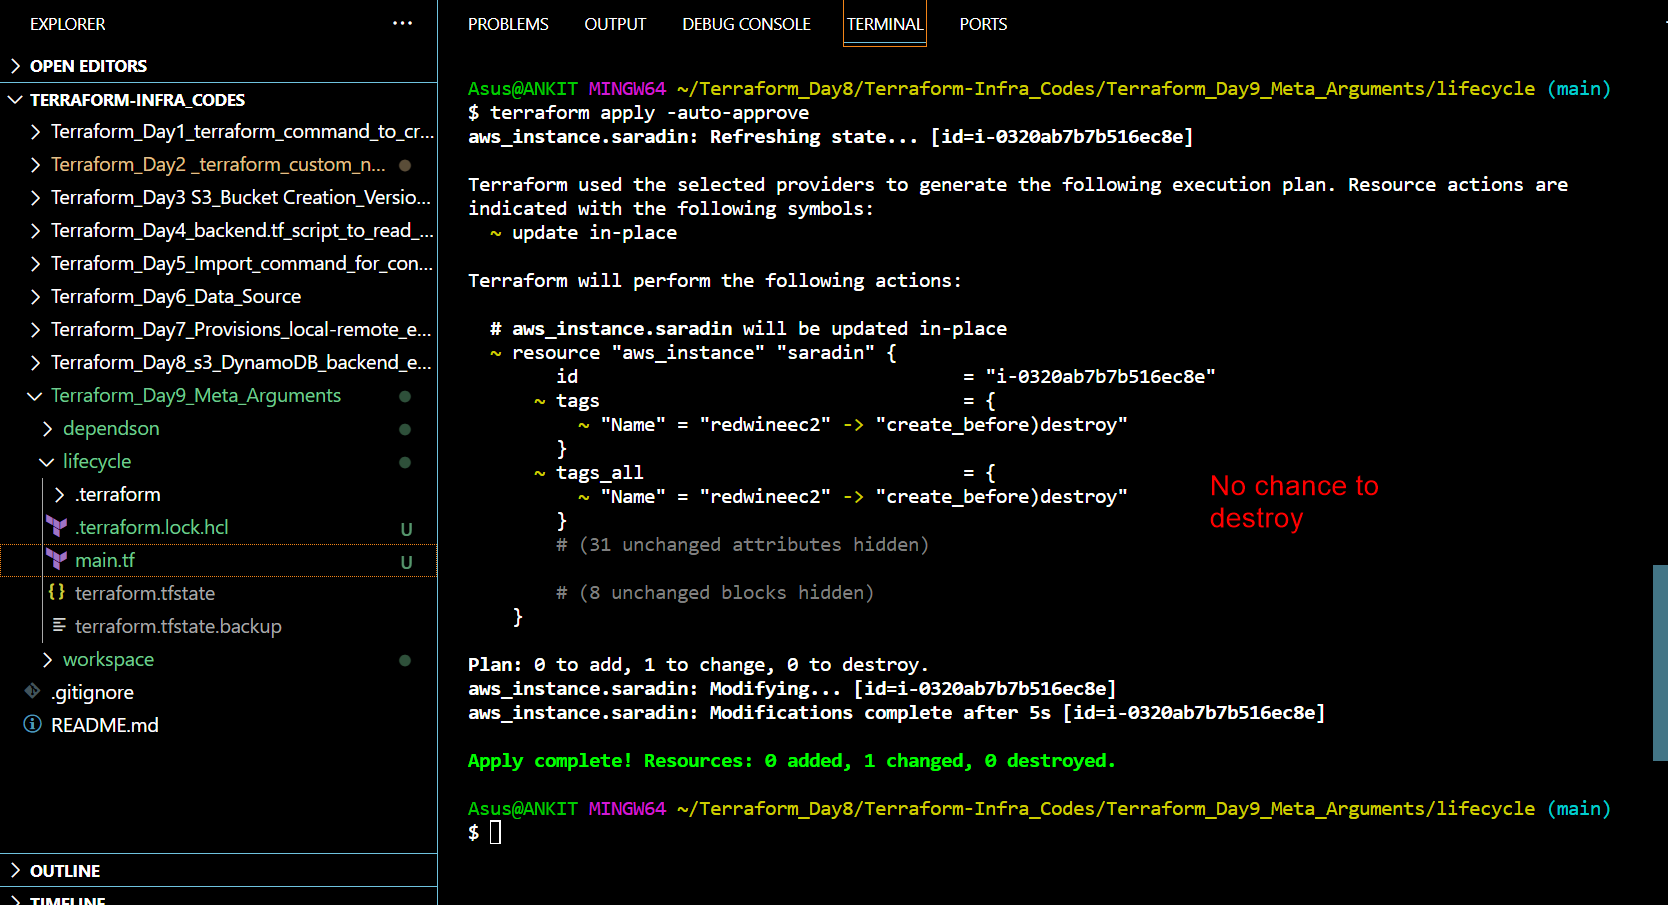 EXPLORER
OPEN EDITORS
TERRAFORM-INFRA_CODES
Terraform_Day1_terraform_command_to_cr...
Terraform_Day2 _terraform_custom_n...
Terraform_Day3 S3_Bucket Creation_Versio...
Terraform_Day4_backend.tf_script_to_read_...
Terraform_Day5_Import_command_for_con...
Terraform_Day6_Data_Source
Terraform_Day7_Provisions_local-remote_e...
Terraform_Day8_s3_DynamoDB_backend_e...
Terraform_Day9_Meta_Arguments
dependson
lifecycle
.terraform
.terraform.lock.hcl U
main.tf U
{} terraform.tfstate
terraform.tfstate.backup
workspace
.gitignore
README.md
OUTLINE
TIMELINE
PROBLEMS OUTPUT DEBUG CONSOLE TERMINAL PORTS
Asus@ANKIT MINGW64 ~/Terraform_Day8/Terraform-Infra_Codes/Terraform_Day9_Meta_Arguments/lifecycle (main)
$ terraform apply -auto-approve
aws_instance.saradin: Refreshing state... [id=i-0320ab7b7b516ec8e]
Terraform used the selected providers to generate the following execution plan. Resource actions are
indicated with the following symbols:
~ update in-place
Terraform will perform the following actions:
# aws_instance.saradin will be updated in-place
~ resource "aws_instance" "saradin" {
id = "i-0320ab7b7b516ec8e"
~ tags = {
~ "Name" = "redwineec2" -> "create_before)destroy"
}
~ tags_all = {
~ "Name" = "redwineec2" -> "create_before)destroy"
}
# (31 unchanged attributes hidden)
# (8 unchanged blocks hidden)
}
No chance to
destroy
Plan: 0 to add, 1 to change, 0 to destroy.
aws_instance.saradin: Modifying... [id=i-0320ab7b7b516ec8e]
aws_instance.saradin: Modifications complete after 5s [id=i-0320ab7b7b516ec8e]
Apply complete! Resources: 0 added, 1 changed, 0 destroyed.
Asus@ANKIT MINGW64 ~/Terraform_Day8/Terraform-Infra_Codes/Terraform_Day9_Meta_Arguments/lifecycle (main)
$